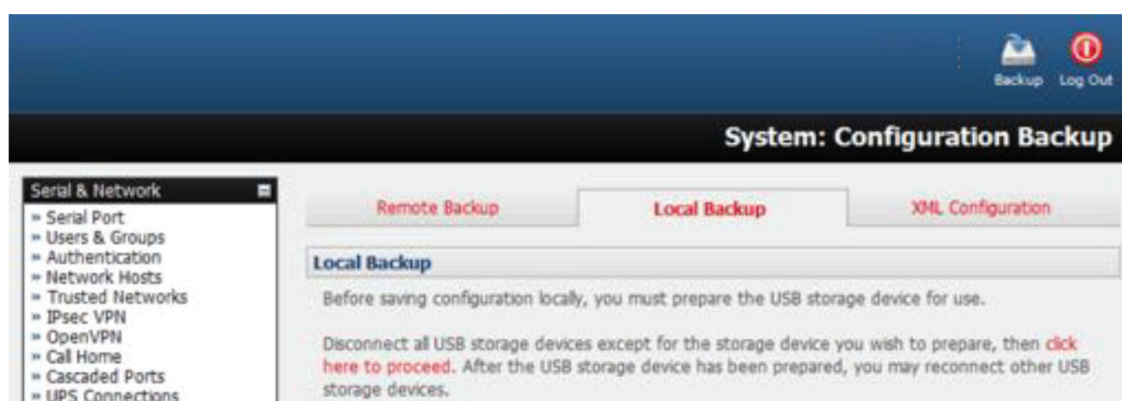 Backup Log Out
System: Configuration Backup
Serial & Network
» Serial Port
» Users & Groups
» Authentication
» Network Hosts
» Trusted Networks
» IPsec VPN
» OpenVPN
» Call Home
» Cascaded Ports
» UPS Connections
Remote Backup
Local Backup
XML Configuration
Local Backup
Before saving configuration locally, you must prepare the USB storage device for use.
Disconnect all USB storage devices except for the storage device you wish to prepare, then click
here to proceed. After the USB storage device has been prepared, you may reconnect other USB
storage devices.